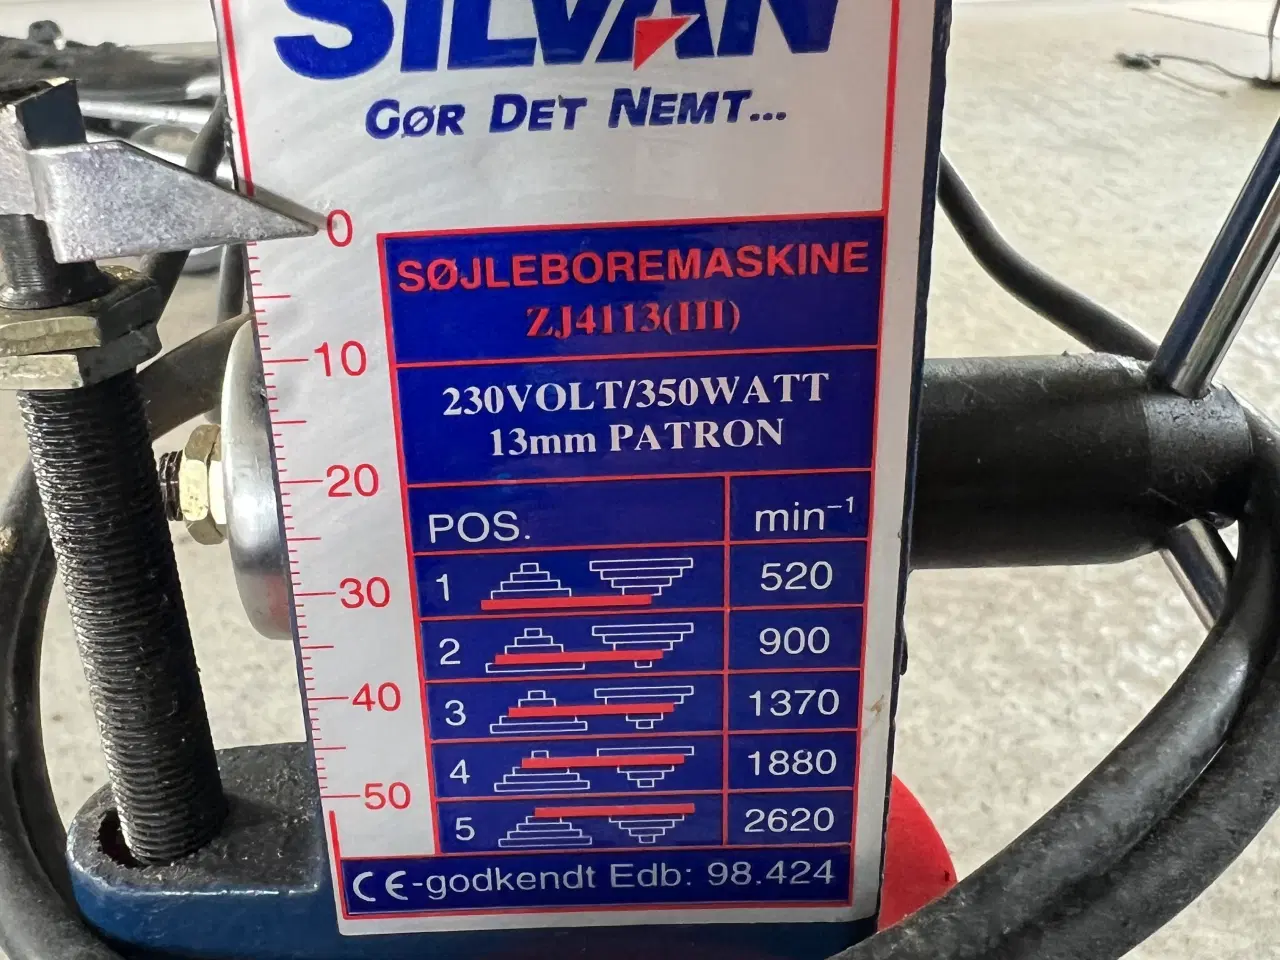 SILVAN
GØR DET NEMT...
0
10
20
30
40
50
SØJLEBOREMASKINE
ZJ4113(III)
230VOLT/350WATT
13mm PATRON
POS. min⁻¹
1 520
2 900
3 1370
4 1880
5 2620
CE-godkendt Edb: 98.424